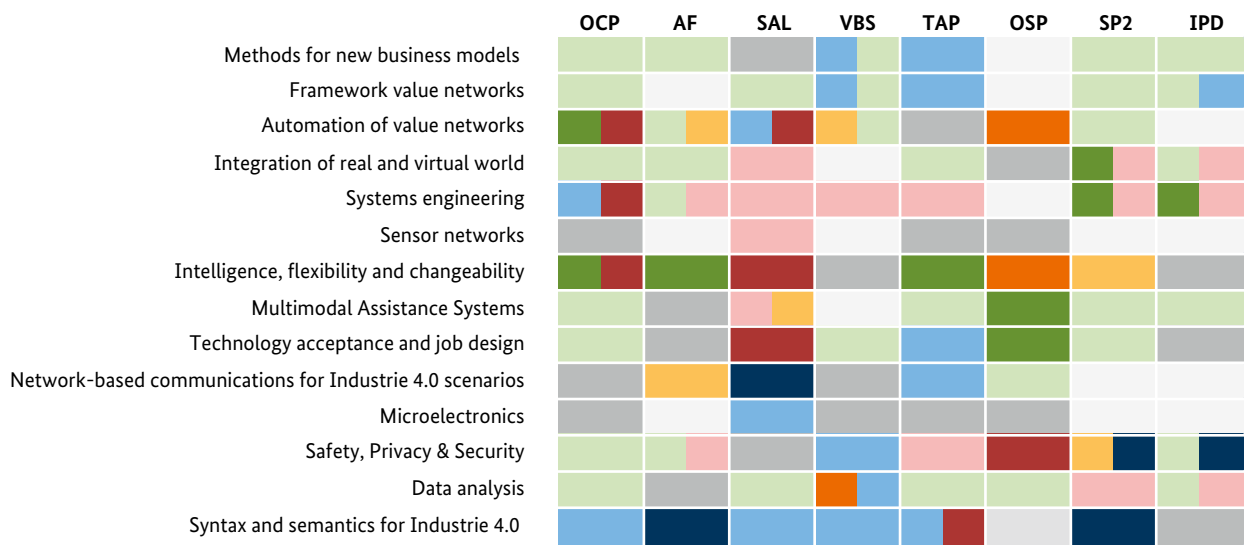 OCP AF SAL VBS TAP OSP SP2 IPD
Methods for new business models
Framework value networks
Automation of value networks
Integration of real and virtual world
Systems engineering
Sensor networks
Intelligence, flexibility and changeability
Multimodal Assistance Systems
Technology acceptance and job design
Network-based communications for Industrie 4.0 scenarios
Microelectronics
Safety, Privacy & Security
Data analysis
Syntax and semantics for Industrie 4.0